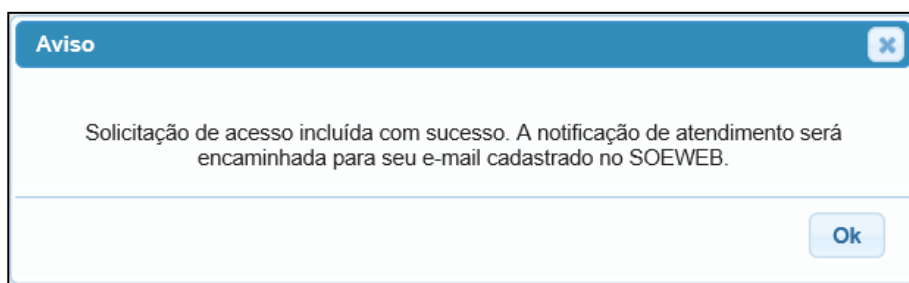 Aviso
Solicitação de acesso incluída com sucesso. A notificação de atendimento será
encaminhada para seu e-mail cadastrado no SOEWEB.
Ok